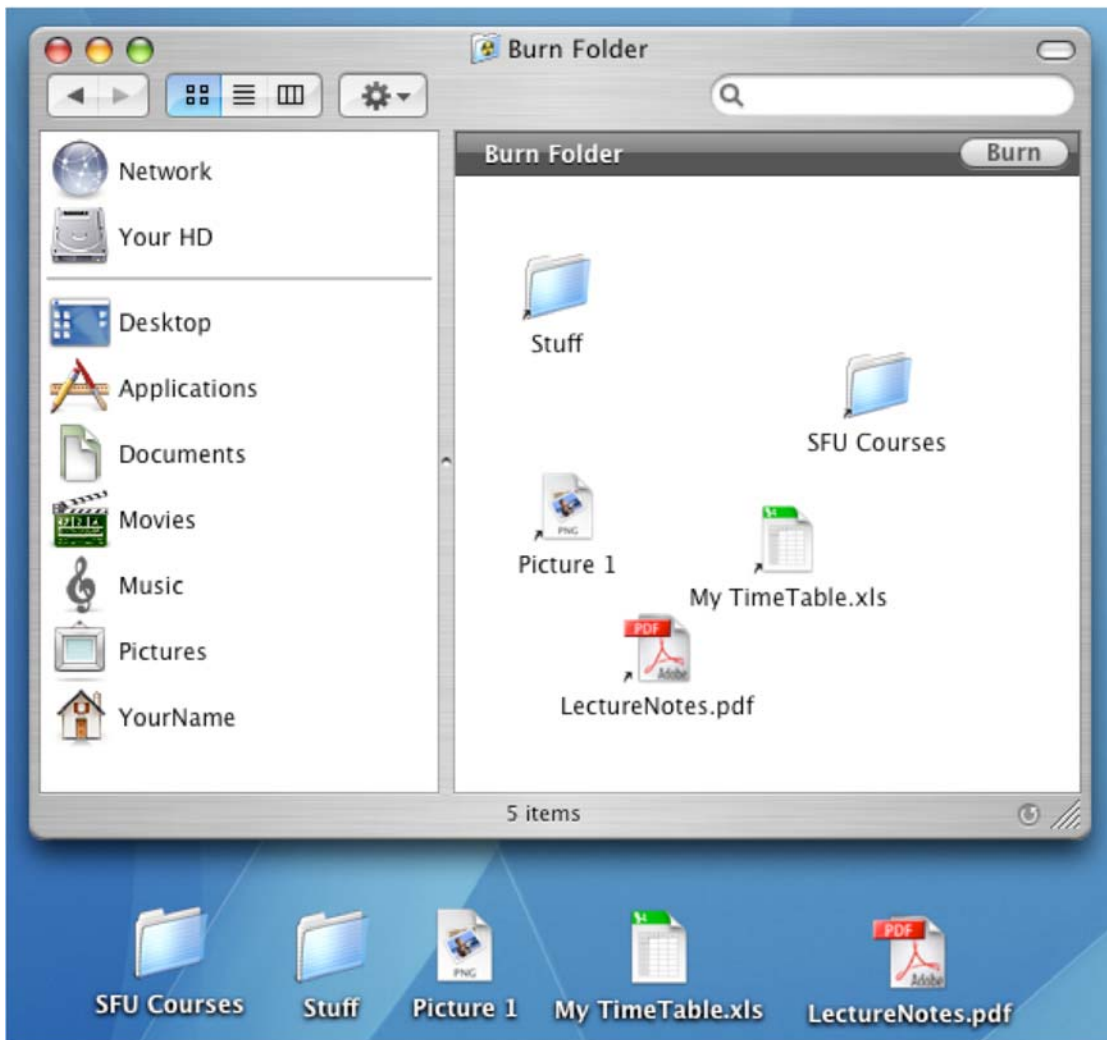 Burn Folder
Network
Your HD
Desktop
Applications
Documents
Movies
Music
Pictures
YourName
Burn Folder
Burn
Stuff
SFU Courses
PNG
Picture 1
My TimeTable.xls
PDF
Adobe
LectureNotes.pdf
5 items
SFU Courses
Stuff
PNG
Picture 1
My TimeTable.xls
PDF
Adobe
LectureNotes.pdf